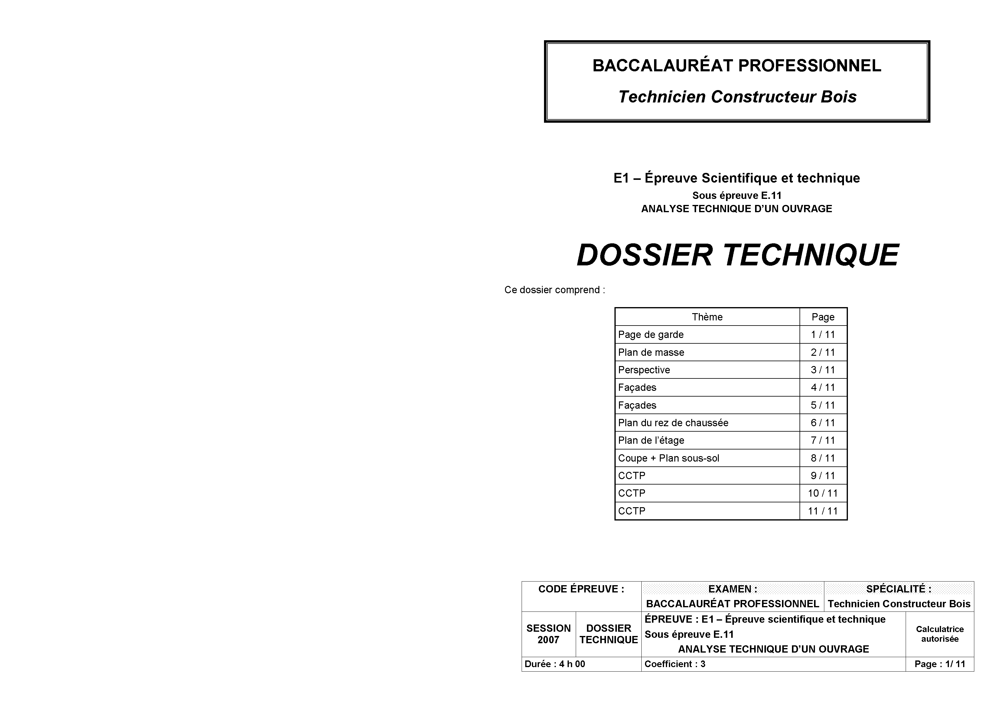 BACCALAURÉAT PROFESSIONNEL
Technicien Constructeur Bois
E1 – Épreuve Scientifique et technique
Sous épreuve E.11
ANALYSE TECHNIQUE D’UN OUVRAGE
DOSSIER TECHNIQUE
Ce dossier comprend :
Thème Page
Page de garde 1 / 11
Plan de masse 2 / 11
Perspective 3 / 11
Façades 4 / 11
Façades 5 / 11
Plan du rez de chaussée 6 / 11
Plan de l’étage 7 / 11
Coupe + Plan sous-sol 8 / 11
CCTP 9 / 11
CCTP 10 / 11
CCTP 11 / 11
CODE ÉPREUVE : EXAMEN : SPÉCIALITÉ :
BACCALAURÉAT PROFESSIONNEL Technicien Constructeur Bois
SESSION
2007
DOSSIER
TECHNIQUE
ÉPREUVE : E1 – Épreuve scientifique et technique
Sous épreuve E.11
ANALYSE TECHNIQUE D’UN OUVRAGE
Calculatrice
autorisée
Durée : 4 h 00 Coefficient : 3 Page : 1/ 11